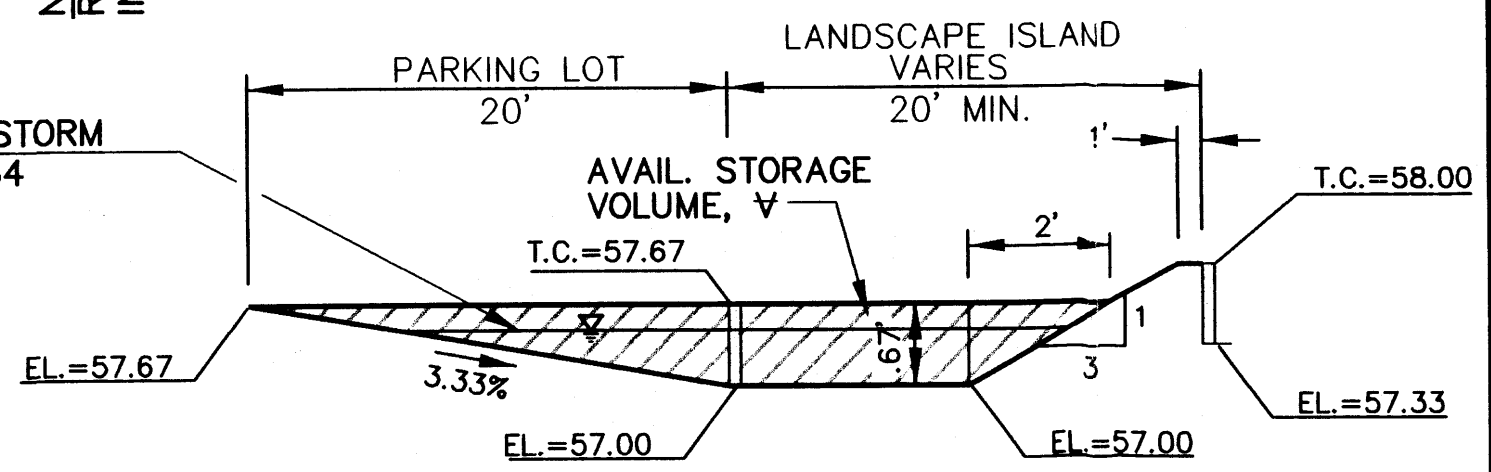 LANDSCAPE ISLAND
PARKING LOT
VARIES
20'
20' MIN.
1'
STORM
4
AVAIL. STORAGE
VOLUME, V
T.C.=58.00
2'
T.C.=57.67
.67'
1
3
EL.=57.67
3.33%
EL.=57.33
EL.=57.00
EL.=57.00